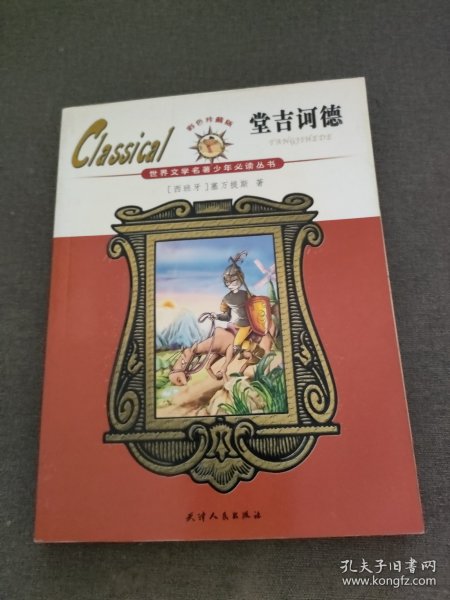 Classical
彩色珍藏版
堂吉诃德
TANGJIHEDE
世界文学名著少年必读丛书
[西班牙]塞万提斯 著
天津人民出版社
孔夫子旧书网
www.kongfz.com